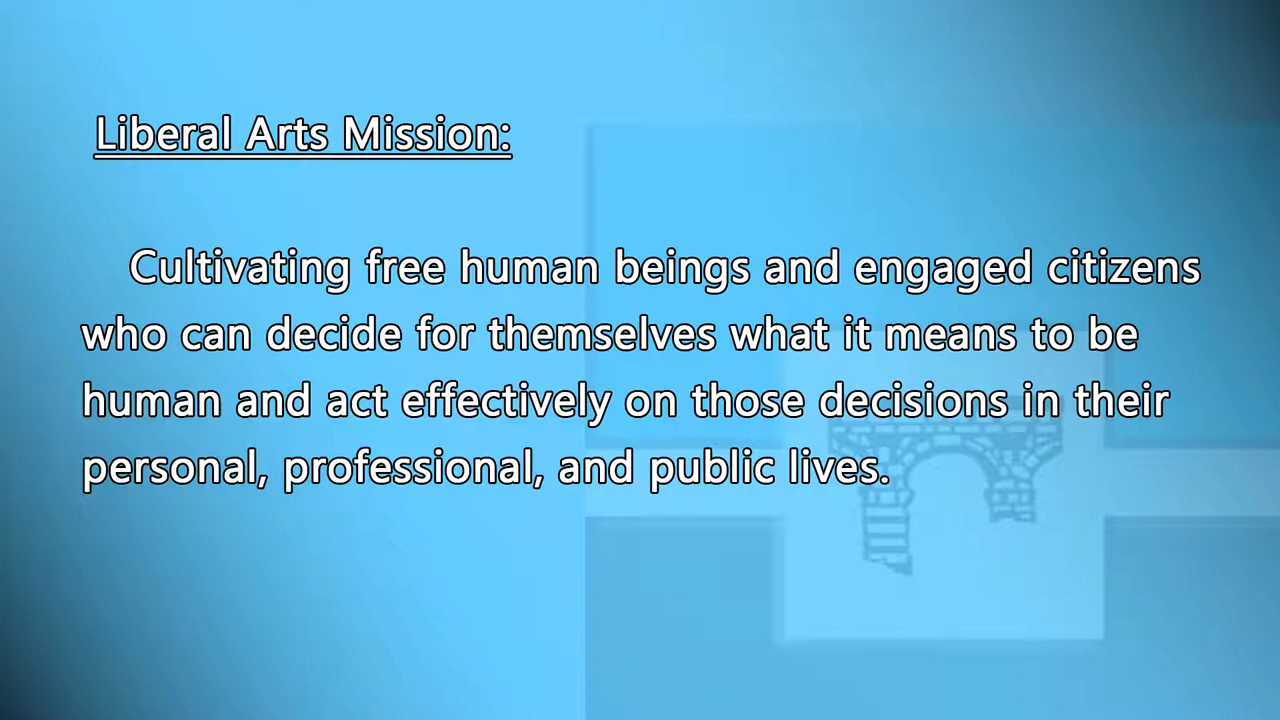 Liberal Arts Mission:
Cultivating free human beings and engaged citizens
who can decide for themselves what it means to be
human and act effectively on those decisions in their
personal, professional, and public lives.